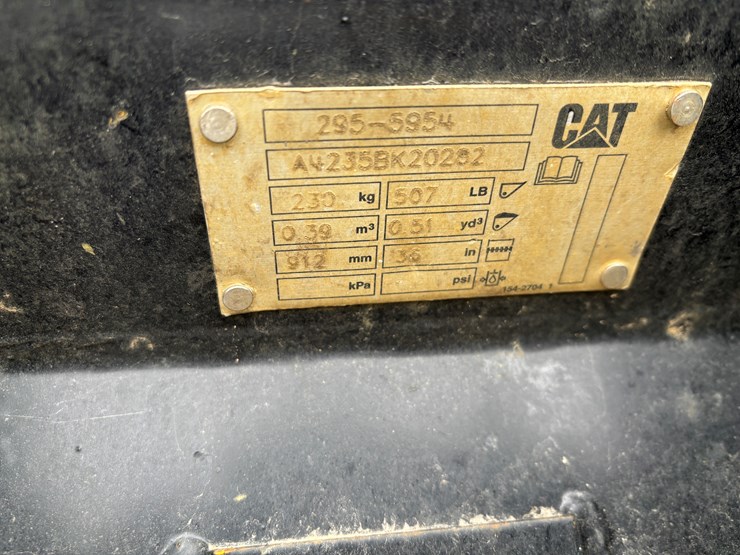 295-5954
CAT
A4235BK20282
230 kg 507 LB
0.39 m³ 0.51 yd³
912 mm 36 in
kPa psi
154-2704 1